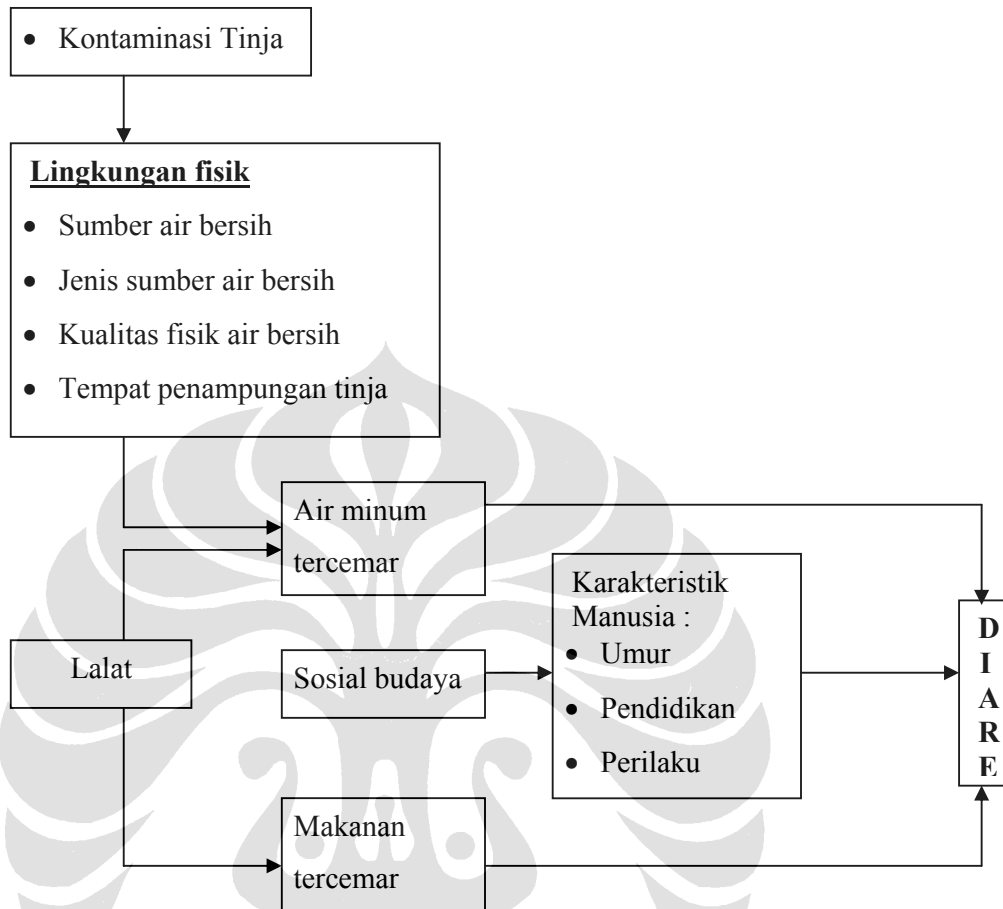 • Kontaminasi Tinja
Lingkungan fisik
• Sumber air bersih
• Jenis sumber air bersih
• Kualitas fisik air bersih
• Tempat penampungan tinja
Air minum
tercemar
Lalat
Sosial budaya
Karakteristik
Manusia :
• Umur
• Pendidikan
• Perilaku
Makanan
tercemar
D
I
A
R
E